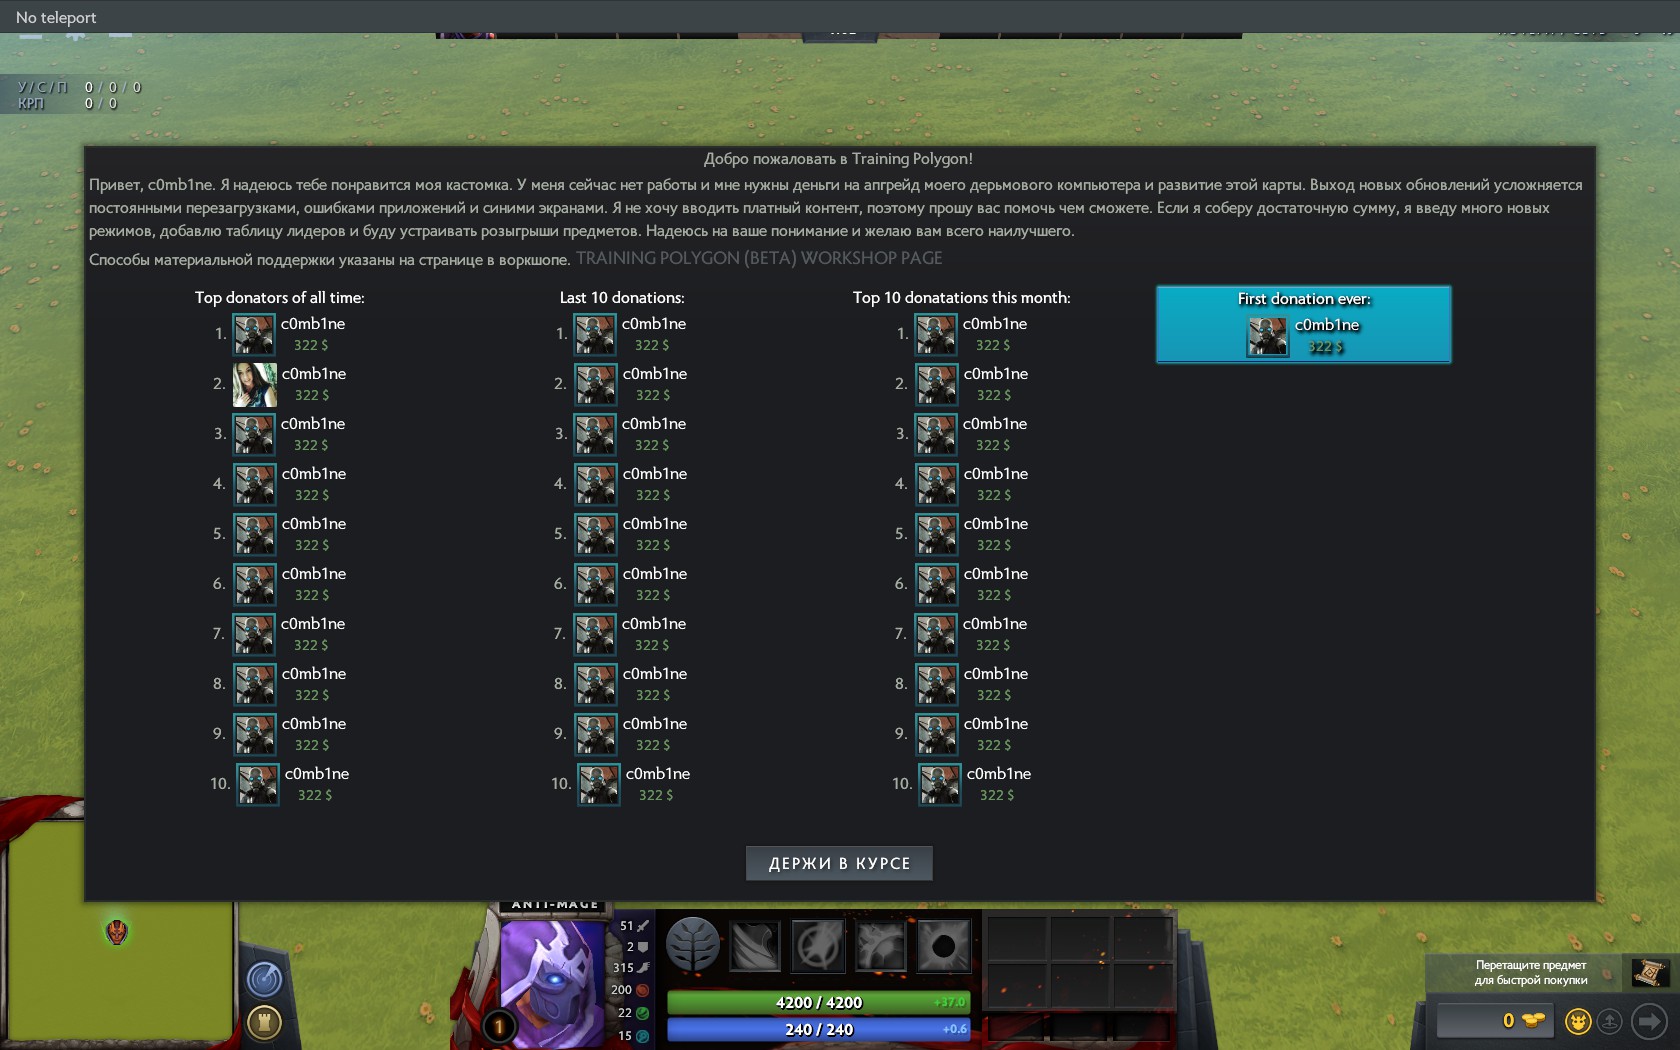 No teleport
У/С/П 0 / 0 / 0
КРП 0 / 0
Добро пожаловать в Training Polygon!
Привет, c0mb1ne. Я надеюсь тебе понравится моя кастомка. У меня сейчас нет работы и мне нужны деньги на апгрейд моего дерьмового компьютера и развитие этой карты. Выход новых обновлений усложняется
постоянными перезагрузками, ошибками приложений и синими экранами. Я не хочу вводить платный контент, поэтому прошу вас помочь чем сможете. Если я соберу достаточную сумму, я введу много новых
режимов, добавлю таблицу лидеров и буду устраивать розыгрыши предметов. Надеюсь на ваше понимание и желаю вам всего наилучшего.
Способы материальной поддержки указаны на странице в воркшопе. TRAINING POLYGON (BETA) WORKSHOP PAGE
Top donators of all time:
1. c0mb1ne
322 $
2. c0mb1ne
322 $
3. c0mb1ne
322 $
4. c0mb1ne
322 $
5. c0mb1ne
322 $
6. c0mb1ne
322 $
7. c0mb1ne
322 $
8. c0mb1ne
322 $
9. c0mb1ne
322 $
10. c0mb1ne
322 $
Last 10 donations:
1. c0mb1ne
322 $
2. c0mb1ne
322 $
3. c0mb1ne
322 $
4. c0mb1ne
322 $
5. c0mb1ne
322 $
6. c0mb1ne
322 $
7. c0mb1ne
322 $
8. c0mb1ne
322 $
9. c0mb1ne
322 $
10. c0mb1ne
322 $
Top 10 donatations this month:
1. c0mb1ne
322 $
2. c0mb1ne
322 $
3. c0mb1ne
322 $
4. c0mb1ne
322 $
5. c0mb1ne
322 $
6. c0mb1ne
322 $
7. c0mb1ne
322 $
8. c0mb1ne
322 $
9. c0mb1ne
322 $
10. c0mb1ne
322 $
First donation ever:
c0mb1ne
322 $
ДЕРЖИ В КУРСЕ
ANTI-MAGE
51
2
315
200
22
15
1
4200 / 4200 +37.0
240 / 240 +0.6
Перетащите предмет
для быстрой покупки
0